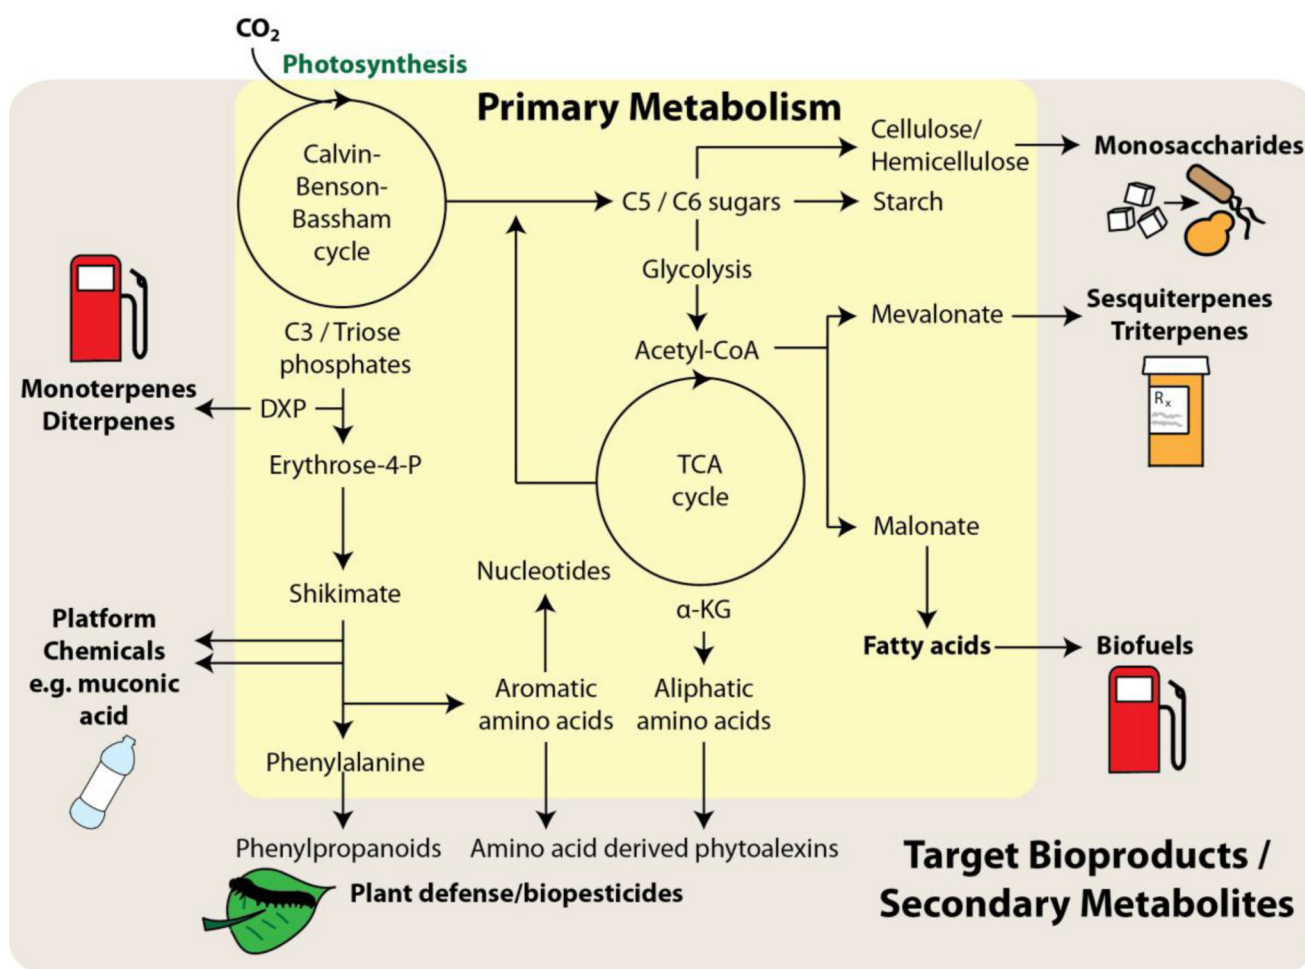 CO₂
Photosynthesis
Primary Metabolism
Calvin-
Benson-
Bassham
cycle
C5 / C6 sugars
Cellulose/
Hemicellulose
Monosaccharides
Starch
Glycolysis
Acetyl-CoA
Mevalonate
Sesquiterpenes
Triterpenes
Rx
C3 / Triose
phosphates
Monoterpenes
Diterpenes
DXP
Erythrose-4-P
TCA
cycle
Malonate
Shikimate
Nucleotides
α-KG
Fatty acids
Biofuels
Platform
Chemicals
e.g. muconic
acid
Aromatic
amino acids
Aliphatic
amino acids
Phenylalanine
Phenylpropanoids
Amino acid derived phytoalexins
Plant defense/biopesticides
Target Bioproducts /
Secondary Metabolites